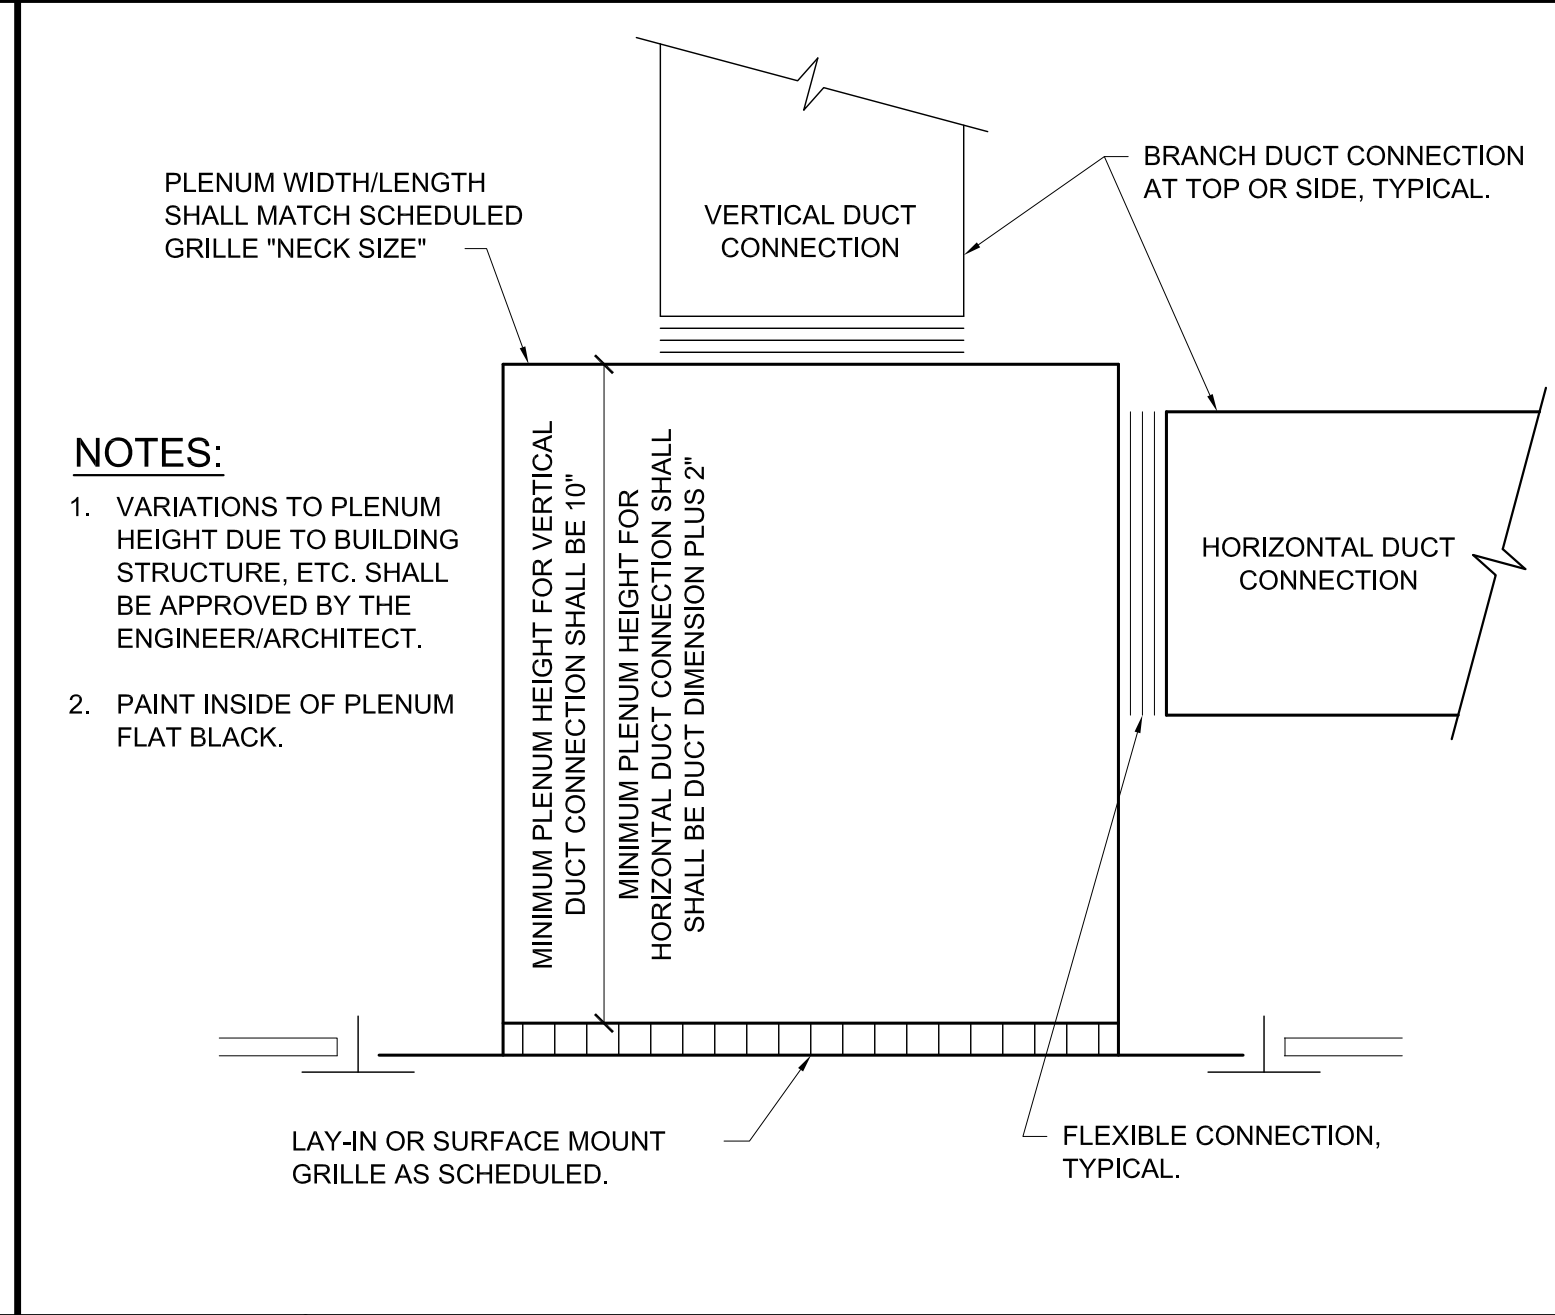 PLENUM WIDTH/LENGTH
SHALL MATCH SCHEDULED
GRILLE "NECK SIZE"
VERTICAL DUCT
CONNECTION
BRANCH DUCT CONNECTION
AT TOP OR SIDE, TYPICAL.
NOTES:
1. VARIATIONS TO PLENUM
HEIGHT DUE TO BUILDING
STRUCTURE, ETC. SHALL
BE APPROVED BY THE
ENGINEER/ARCHITECT.
2. PAINT INSIDE OF PLENUM
FLAT BLACK.
MINIMUM PLENUM HEIGHT FOR VERTICAL
DUCT CONNECTION SHALL BE 10"
MINIMUM PLENUM HEIGHT FOR
HORIZONTAL DUCT CONNECTION SHALL
SHALL BE DUCT DIMENSION PLUS 2"
HORIZONTAL DUCT
CONNECTION
LAY-IN OR SURFACE MOUNT
GRILLE AS SCHEDULED.
FLEXIBLE CONNECTION,
TYPICAL.